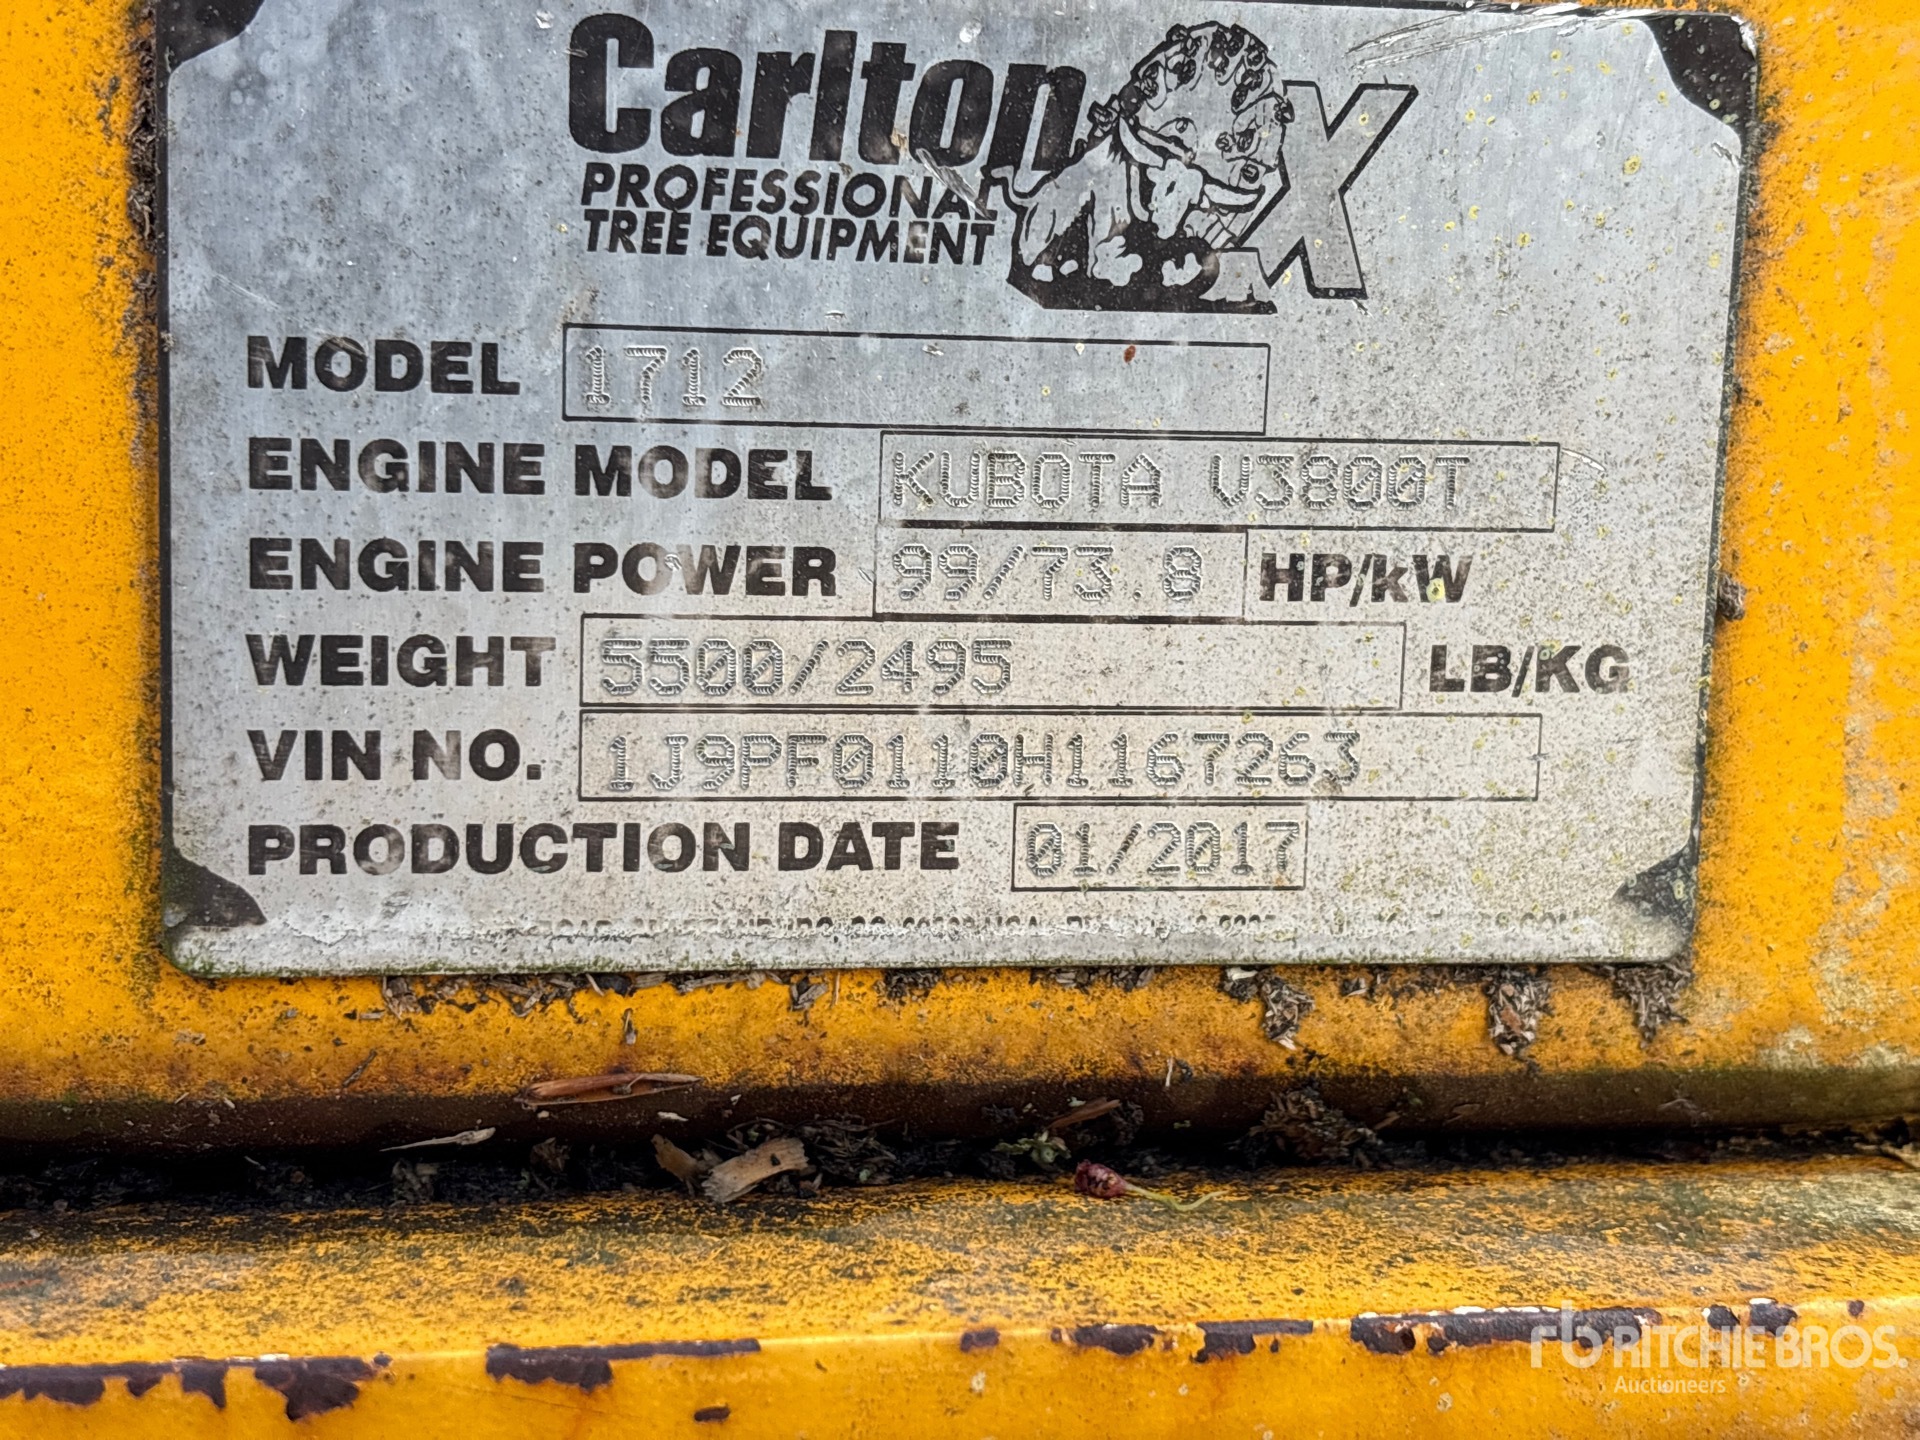 Carlton X
PROFESSIONAL
TREE EQUIPMENT
MODEL 1712
ENGINE MODEL KUBOTA V3800T
ENGINE POWER 99/73.8 HP/kW
WEIGHT 5500/2495 LB/KG
VIN NO. 1J9PF0110H1167263
PRODUCTION DATE 01/2017
rb RITCHIE BROS.
Auctioneers